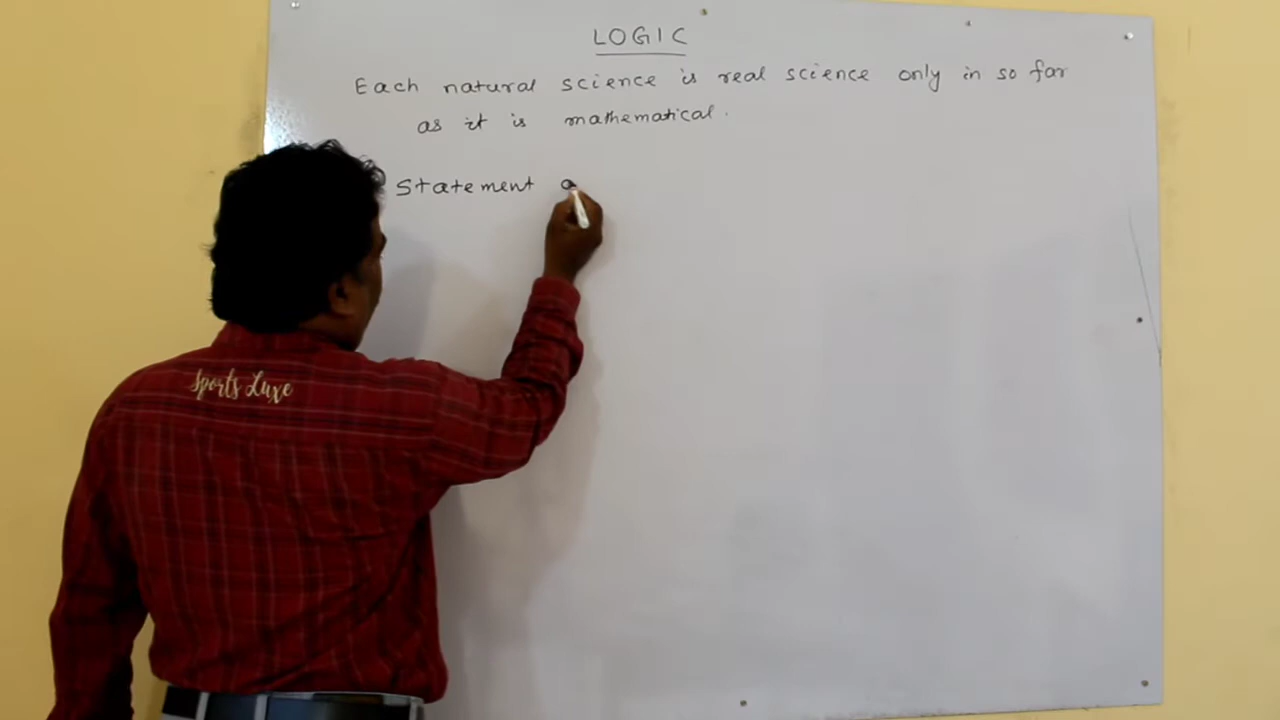 LOGIC
Each natural science is real science only in so far
as it is mathematical.
Statement a
Sports Luxe